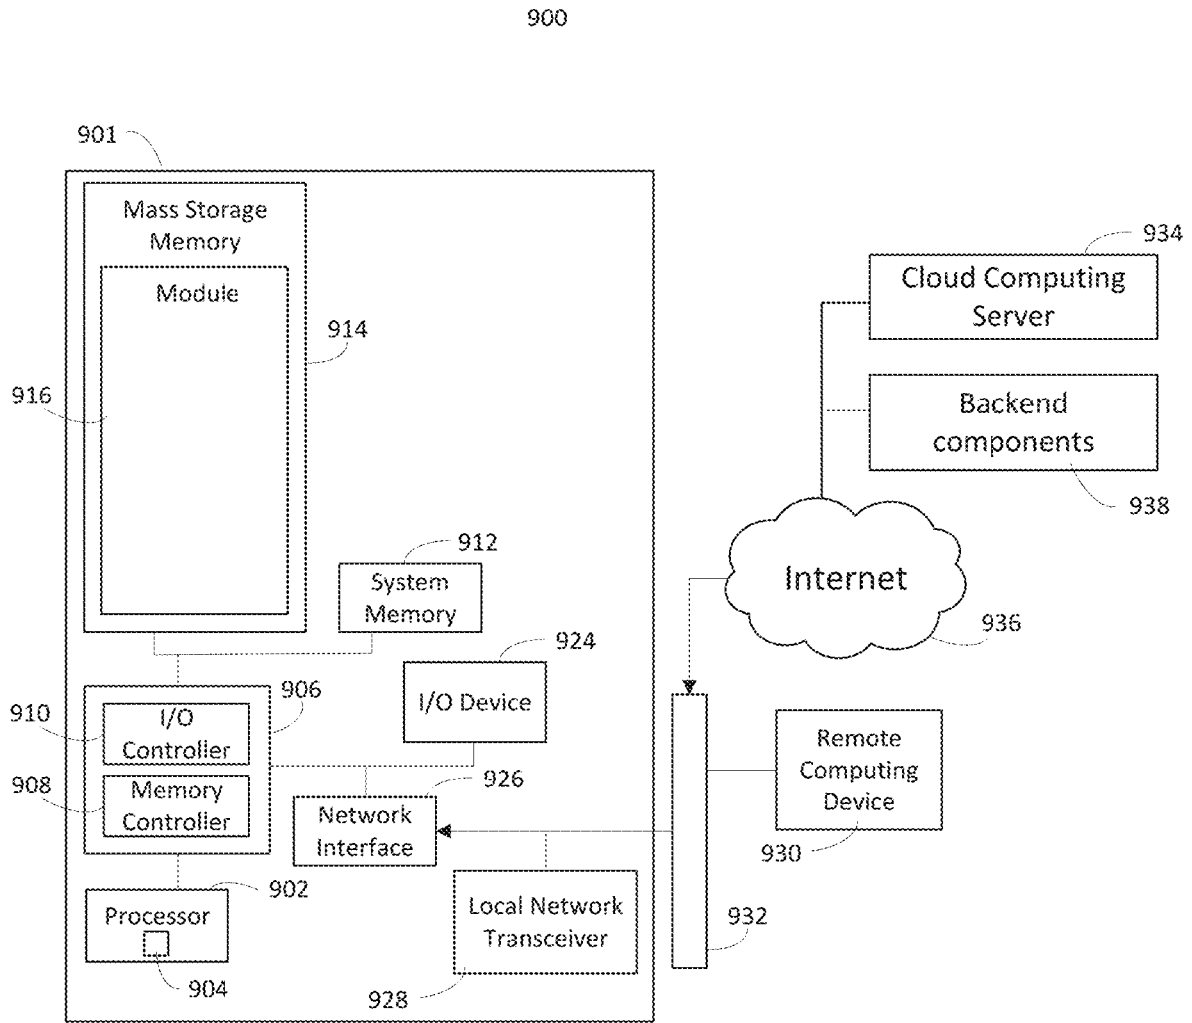 900
901
Mass Storage
Memory
Module
914
916
934
Cloud Computing
Server
Backend
components
938
Internet
936
912
System
Memory
924
I/O Device
906
910
I/O
Controller
908
Memory
Controller
926
Network
Interface
Remote
Computing
Device
930
902
Processor
904
Local Network
Transceiver
928
932